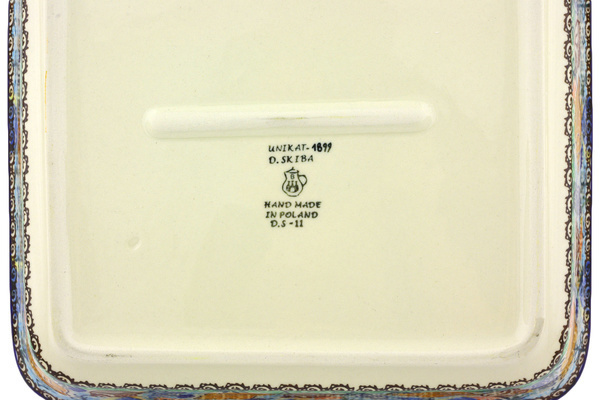 UNIKAT-1899
D. SKIBA
HAND MADE
IN POLAND
D.S-11